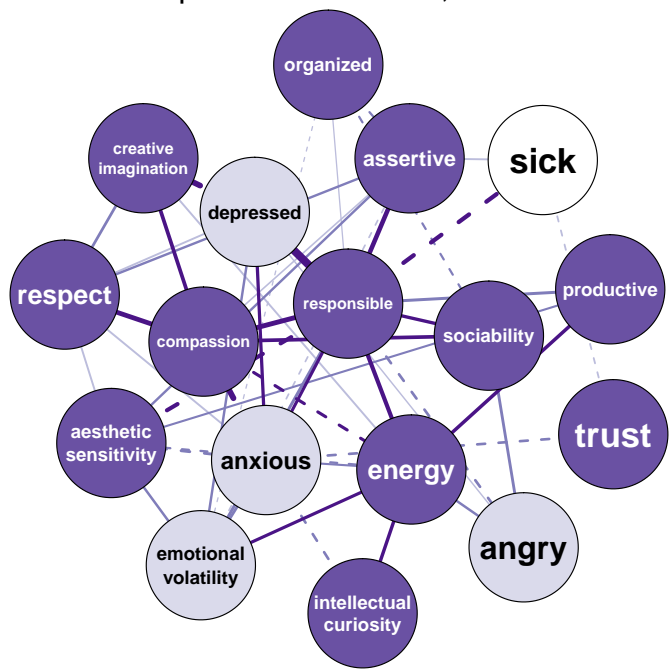 organized
creative
imagination
assertive
sick
depressed
respect
responsible
productive
compassion
sociability
aesthetic
sensitivity
anxious
energy
trust
emotional
volatility
angry
intellectual
curiosity